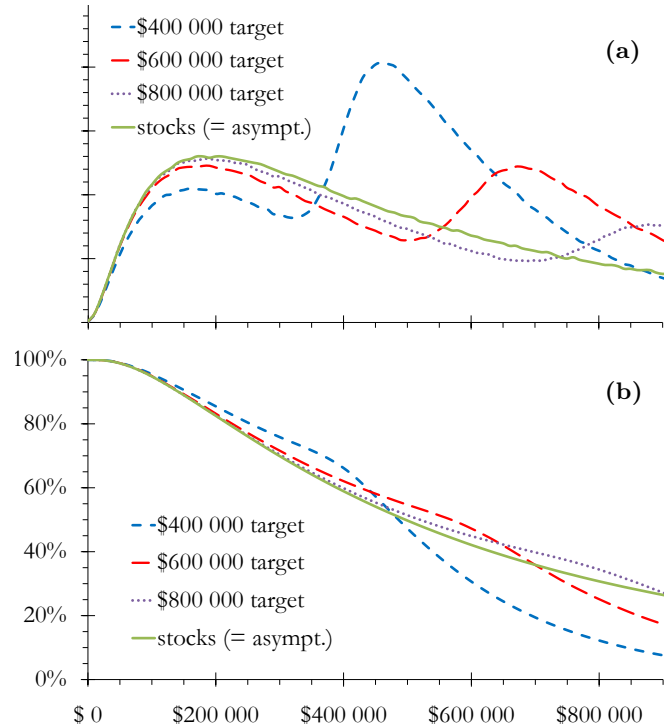 $400 000 target
(a)
$600 000 target
$800 000 target
stocks (= asympt.)
100%
(b)
80%
60%
$400 000 target
40%
$600 000 target
$800 000 target
20%
stocks (= asympt.)
0%
$ 0 $200 000 $400 000 $600 000 $800 000